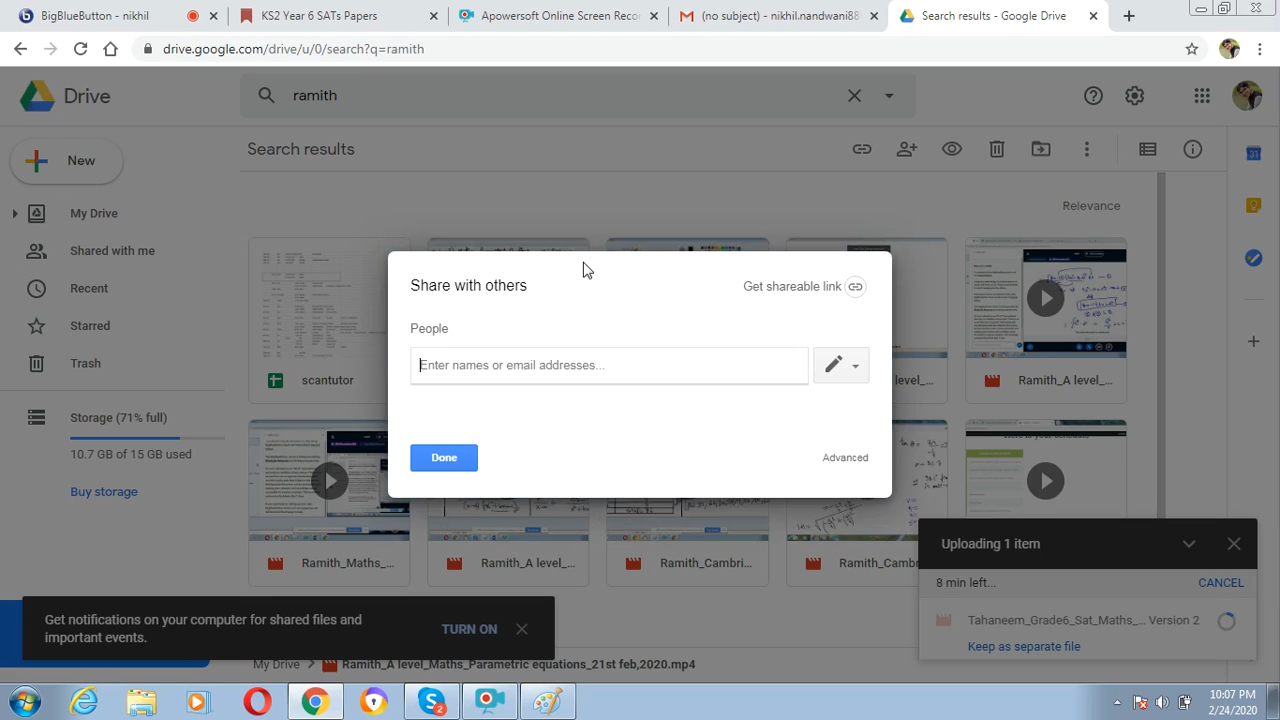 BigBlueButton - nikhil
KS2 Year 6 SATs Papers
Apowersoft Online Screen Reco
(no subject) - nikhil.nandwani88
Search results - Google Drive
drive.google.com/drive/u/0/search?q=ramith
Drive
ramith
New
Search results
My Drive
Relevance
Shared with me
Recent
Starred
Trash
Storage (71% full)
10.7 GB of 15 GB used
Buy storage
Share with others
Get shareable link
People
Enter names or email addresses...
Done
Advanced
scantutor
level_...
Ramith_A level_...
Ramith_Maths_...
Ramith_A level_...
Ramith_Cambri...
Ramith_Camb
Uploading 1 item
8 min left...
CANCEL
Tahaneem_Grade6_Sat_Maths_... Version 2
Keep as separate file
Get notifications on your computer for shared files and
important events.
TURN ON
My Drive
Ramith_A level_Maths_Parametric equations_21st feb,2020.mp4
31
2
10:07 PM
2/24/2020